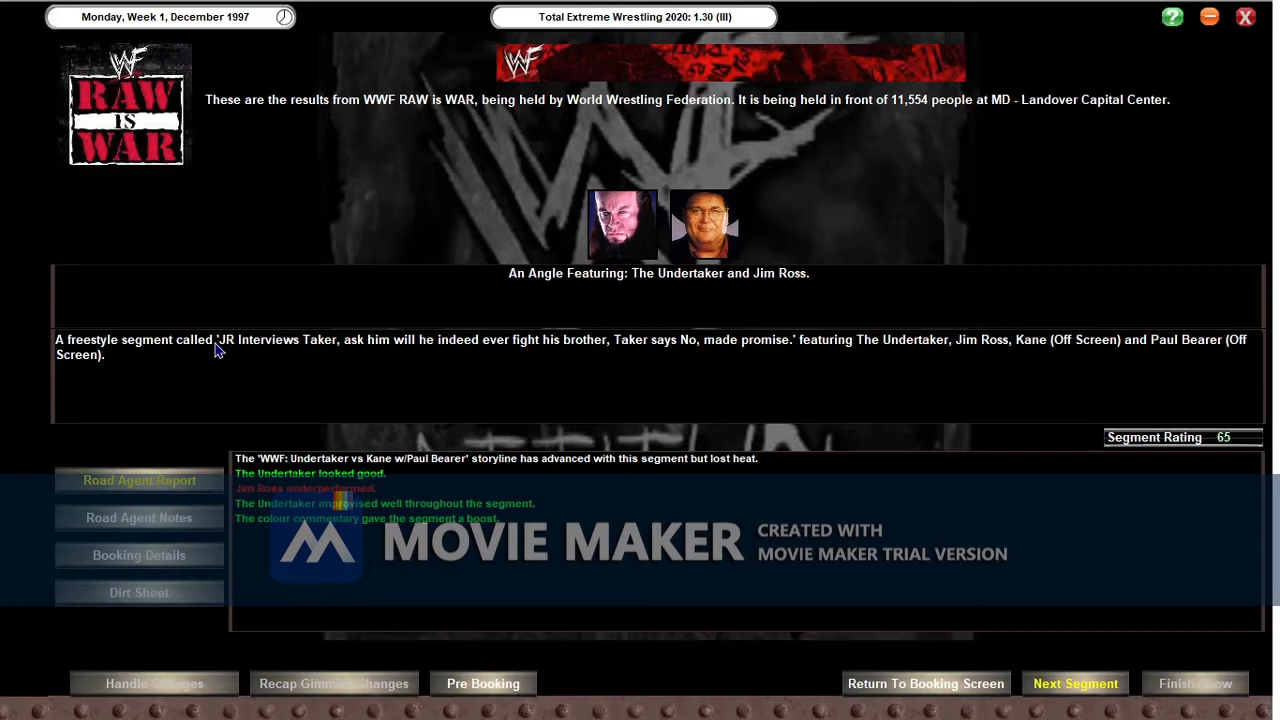 Monday, Week 1, December 1997
Total Extreme Wrestling 2020: 1.30 (III)
WF
RAW
IS
WAR
These are the results from WWF RAW is WAR, being held by World Wrestling Federation. It is being held in front of 11,554 people at MD - Landover Capital Center.
An Angle Featuring: The Undertaker and Jim Ross.
A freestyle segment called 'JR Interviews Taker, ask him will he indeed ever fight his brother, Taker says No, made promise.' featuring The Undertaker, Jim Ross, Kane (Off Screen) and Paul Bearer (Off
Screen).
Segment Rating 65
The 'WWF: Undertaker vs Kane w/Paul Bearer' storyline has advanced with this segment but lost heat.
The Undertaker looked good.
Jim Ross underperformed.
The Undertaker improvised well throughout the segment.
The colour commentary gave the segment a boost.
Road Agent Report
Road Agent Notes
Booking Details
Dirt Sheet
MOVIE MAKER
CREATED WITH
MOVIE MAKER TRIAL VERSION
Handle Changes
Recap Gimmick Changes
Pre Booking
Return To Booking Screen
Next Segment
Finish Show